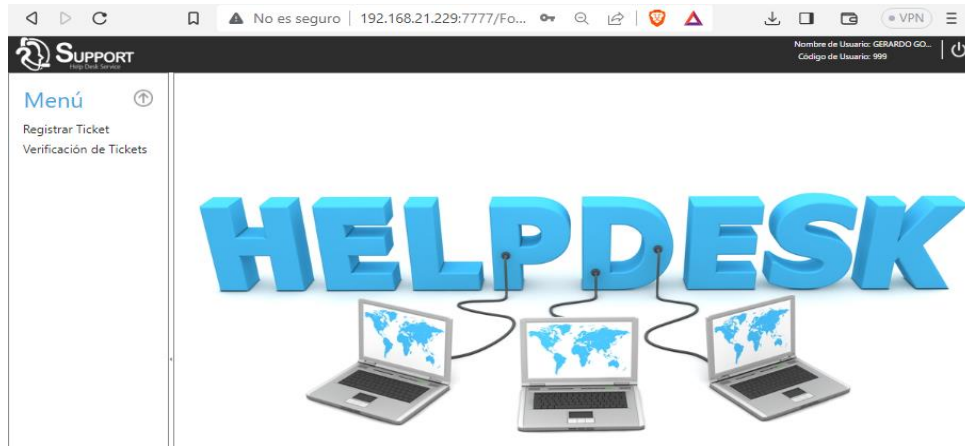 No es seguro 192.168.21.229:7777/Fo... VPN
SUPPORT
Help Desk Service
Nombre de Usuario: GERARDO GO...
Código de Usuario: 999
Menú
Registrar Ticket
Verificación de Tickets
HELPDESK